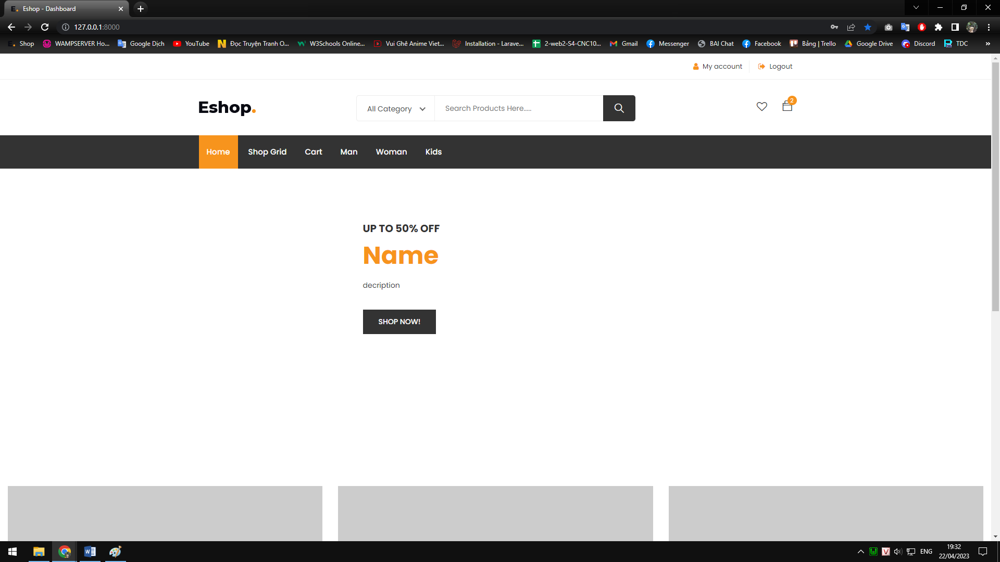 E. Eshop - Dashboard
127.0.0.1:8000
E. Shop
WAMPSERVER Ho...
Google Dịch
YouTube
Đọc Truyện Tranh O...
W3Schools Online...
Vui Ghê Anime Viet...
Installation - Larave...
2-web2-S4-CNC10...
Gmail
Messenger
BAI Chat
Facebook
Bảng | Trello
Google Drive
Discord
TDC
»
My account
Logout
Eshop.
All Category
Search Products Here.....
2
Home
Shop Grid
Cart
Man
Woman
Kids
UP TO 50% OFF
Name
decription
SHOP NOW!
ENG
19:32
22/04/2023